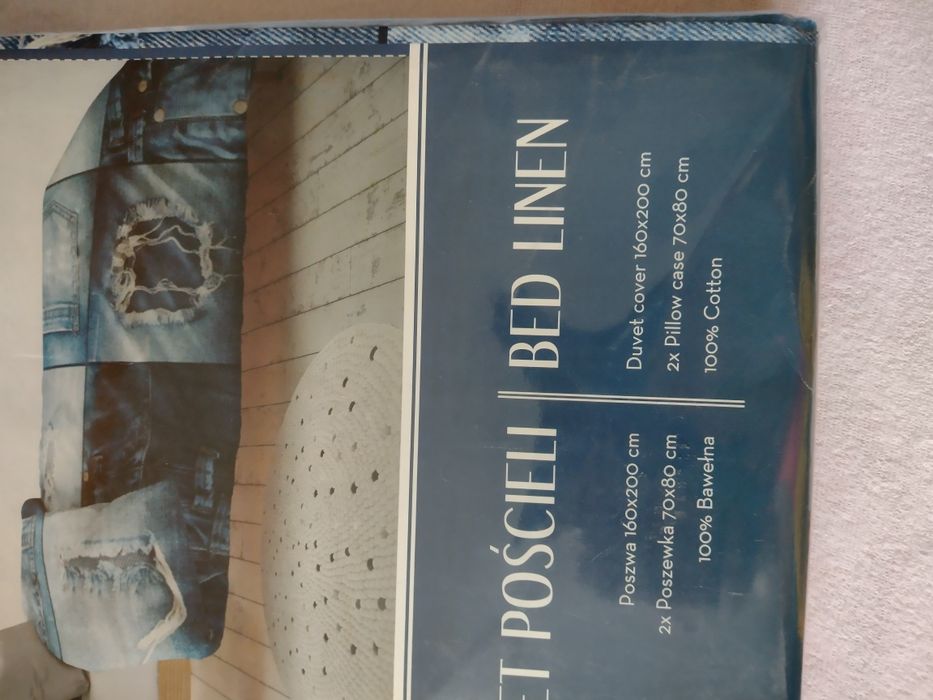 POŚCIELI || BED LINEN
Poszwa 160x200 cm
2x Poszewka 70x80 cm
100% Bawełna
Duvet cover 160x200 cm
2x Pillow case 70x80 cm
100% Cotton